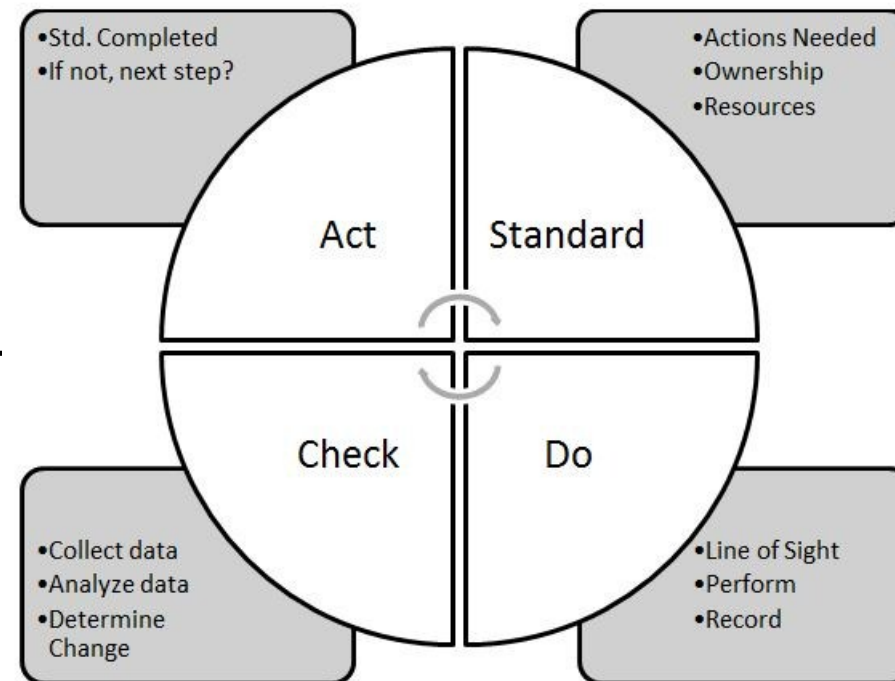 •Std. Completed
•If not, next step?
•Actions Needed
•Ownership
•Resources
Act
Standard
Check
Do
•Collect data
•Analyze data
•Determine
Change
•Line of Sight
•Perform
•Record